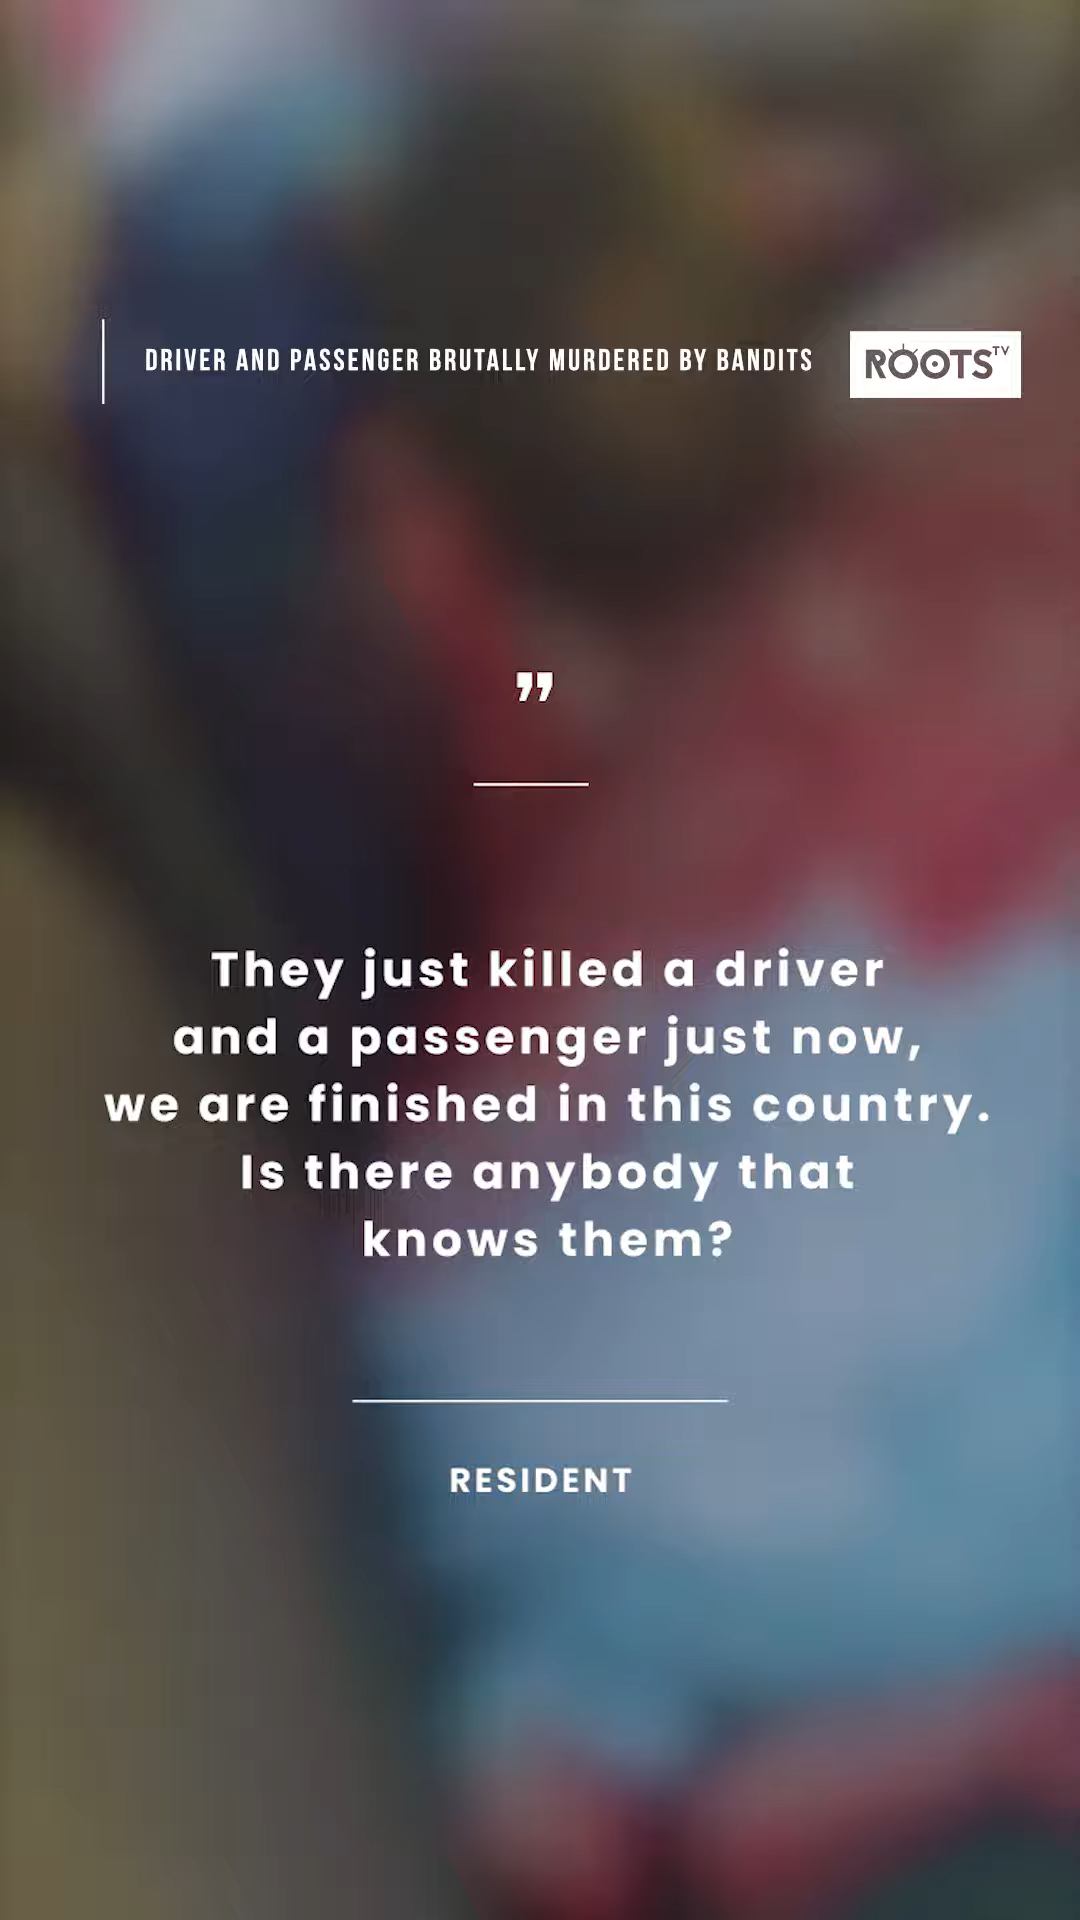 DRIVER AND PASSENGER BRUTALLY MURDERED BY BANDITS
ROOTS TV
”
They just killed a driver
and a passenger just now,
we are finished in this country.
Is there anybody that
knows them?
RESIDENT